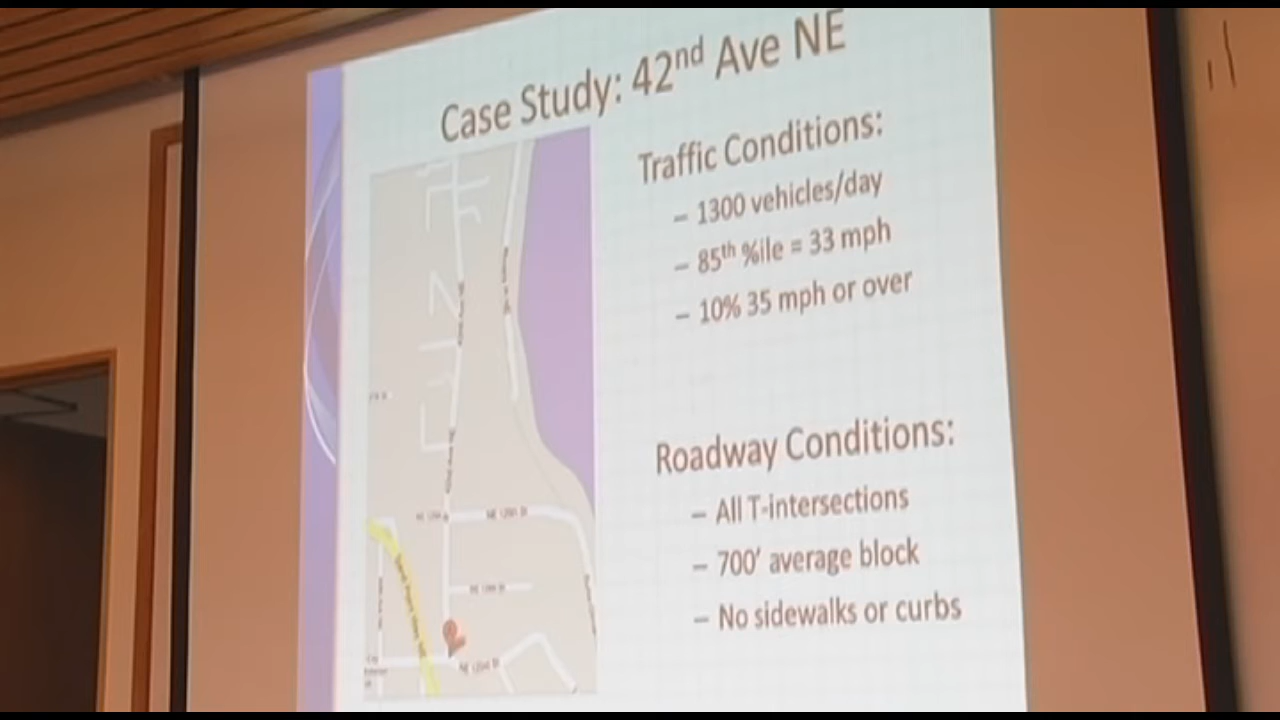 Case Study: 42nd Ave NE
Traffic Conditions:
– 1300 vehicles/day
– 85th %ile = 33 mph
– 10% 35 mph or over
Roadway Conditions:
– All T-intersections
– 700' average block
– No sidewalks or curbs